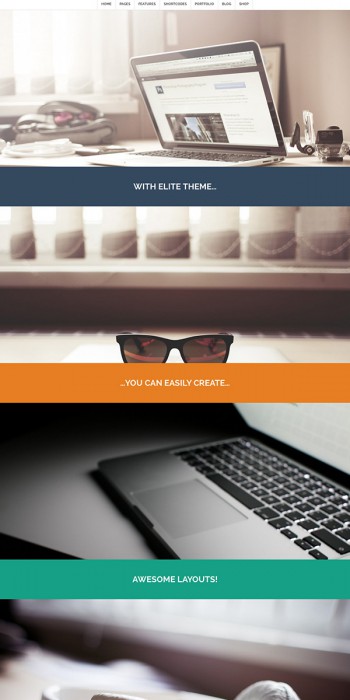 HOME PAGES FEATURES SHORTCODES PORTFOLIO BLOG SHOP
WITH ELITE THEME...
...YOU CAN EASILY CREATE...
AWESOME LAYOUTS!